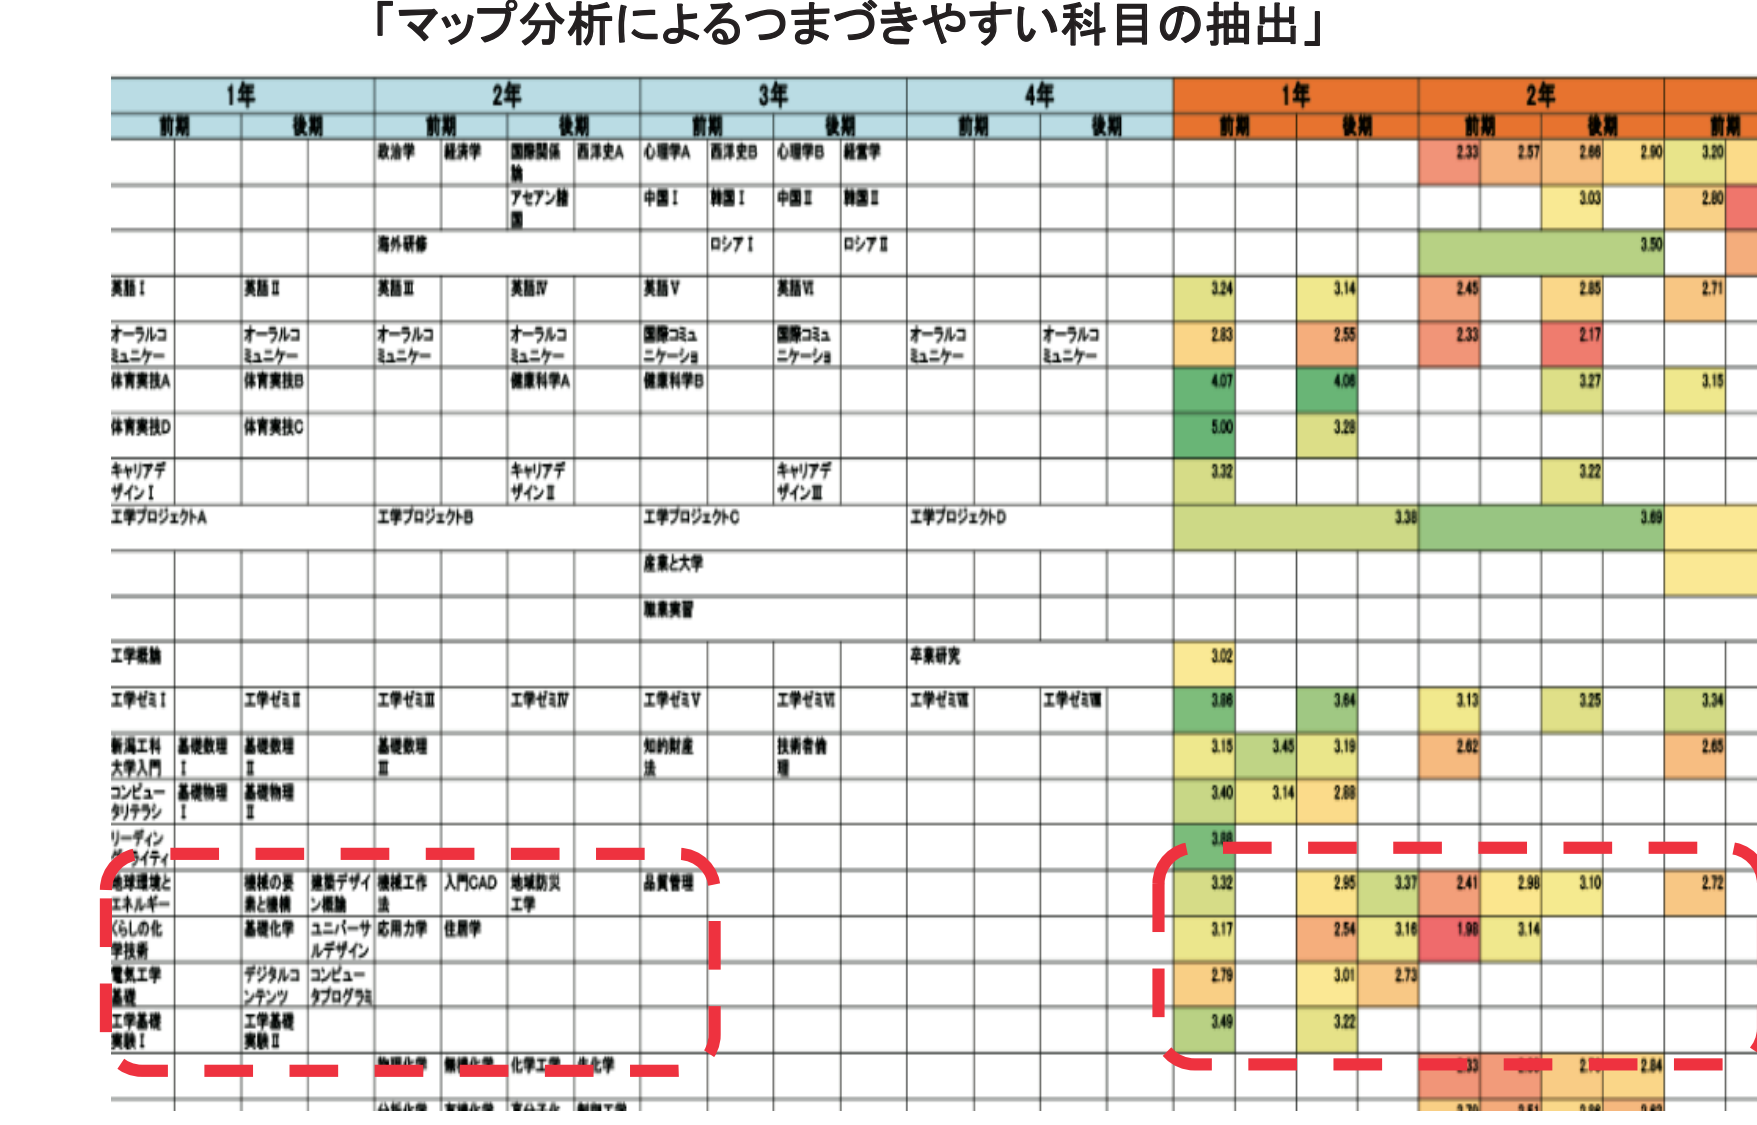 「マップ分析によるつまづきやすい科目の抽出」
1年 2年 3年 4年 1年 2年
前期 後期 前期 後期 前期 後期 前期 後期 前期 後期 前期 後期 前期
政治学 経済学 国際関係論 西洋史A 心理学A 西洋史B 心理学B 経営学 2.33 2.57 2.66 2.90 3.20
アセアン諸国 中国Ⅰ 韓国Ⅰ 中国Ⅱ 韓国Ⅱ 3.03 2.80
海外研修 ロシアⅠ ロシアⅡ 3.50
英語Ⅰ 英語Ⅱ 英語Ⅲ 英語Ⅳ 英語Ⅴ 英語Ⅵ 3.24 3.14 2.45 2.85 2.71
オーラルコミュニケー オーラルコミュニケー オーラルコミュニケー オーラルコミュニケー 国際コミュニケーショ 国際コミュニケーショ オーラルコミュニケー オーラルコミュニケー 2.83 2.55 2.33 2.17
体育実技A 体育実技B 健康科学A 健康科学B 4.07 4.06 3.27 3.15
体育実技D 体育実技C 5.00 3.28
キャリアデザインⅠ キャリアデザインⅡ キャリアデザインⅢ 3.32 3.22
工学プロジェクトA 工学プロジェクトB 工学プロジェクトC 工学プロジェクトD 3.38 3.69
産業と大学
職業実習
工学概論 卒業研究 3.02
工学ゼミⅠ 工学ゼミⅡ 工学ゼミⅢ 工学ゼミⅣ 工学ゼミⅤ 工学ゼミⅥ 工学ゼミⅦ 工学ゼミⅧ 3.86 3.64 3.13 3.25 3.34
新潟工科大学入門 基礎数理Ⅰ 基礎数理Ⅱ 基礎数理Ⅲ 知的財産法 技術者倫理 3.15 3.45 3.19 2.62 2.65
コンピュータリテラシ 基礎物理Ⅰ 基礎物理Ⅱ 3.40 3.14 2.88
リーディン 3.88
地球環境とエネルギー 機械の要素と機構 建築デザイン概論 機械工作法 入門CAD 地域防災工学 品質管理 3.32 2.95 3.37 2.41 2.98 3.10 2.72
くらしの化学技術 基礎化学 ユニバーサルデザイン 応用力学 住居学 3.17 2.54 3.16 1.98 3.14
電気工学基礎 デジタルコンテンツ コンピュータプログラミ 2.79 3.01 2.73
工学基礎実験Ⅰ 工学基礎実験Ⅱ 3.49 3.22
物理化学 無機化学 化学工学 生化学 2.84